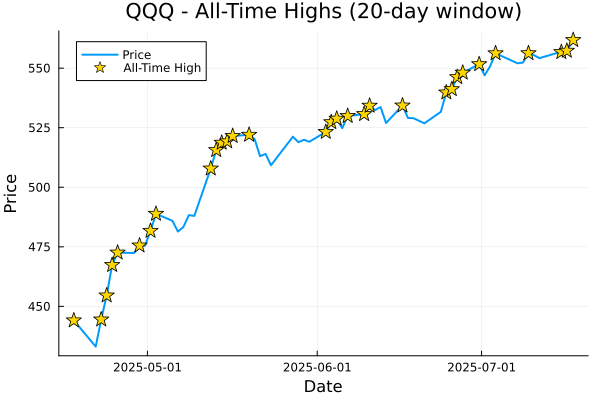 QQQ - All-Time Highs (20-day window)
Price
All-Time High
Price
550
525
500
475
450
2025-05-01
2025-06-01
2025-07-01
Date